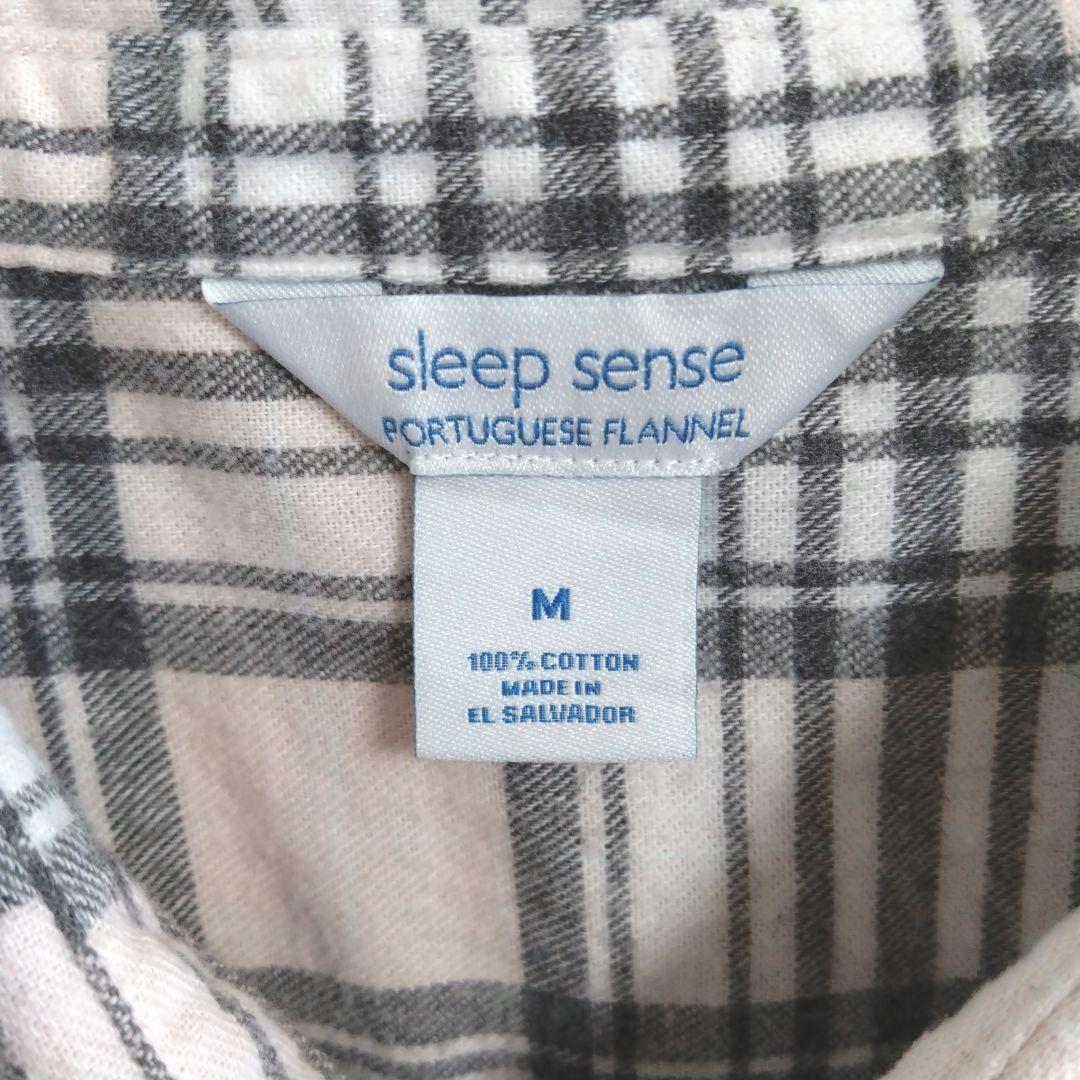 sleep sense
PORTUGUESE FLANNEL
M
100% COTTON
MADE IN
EL SALVADOR